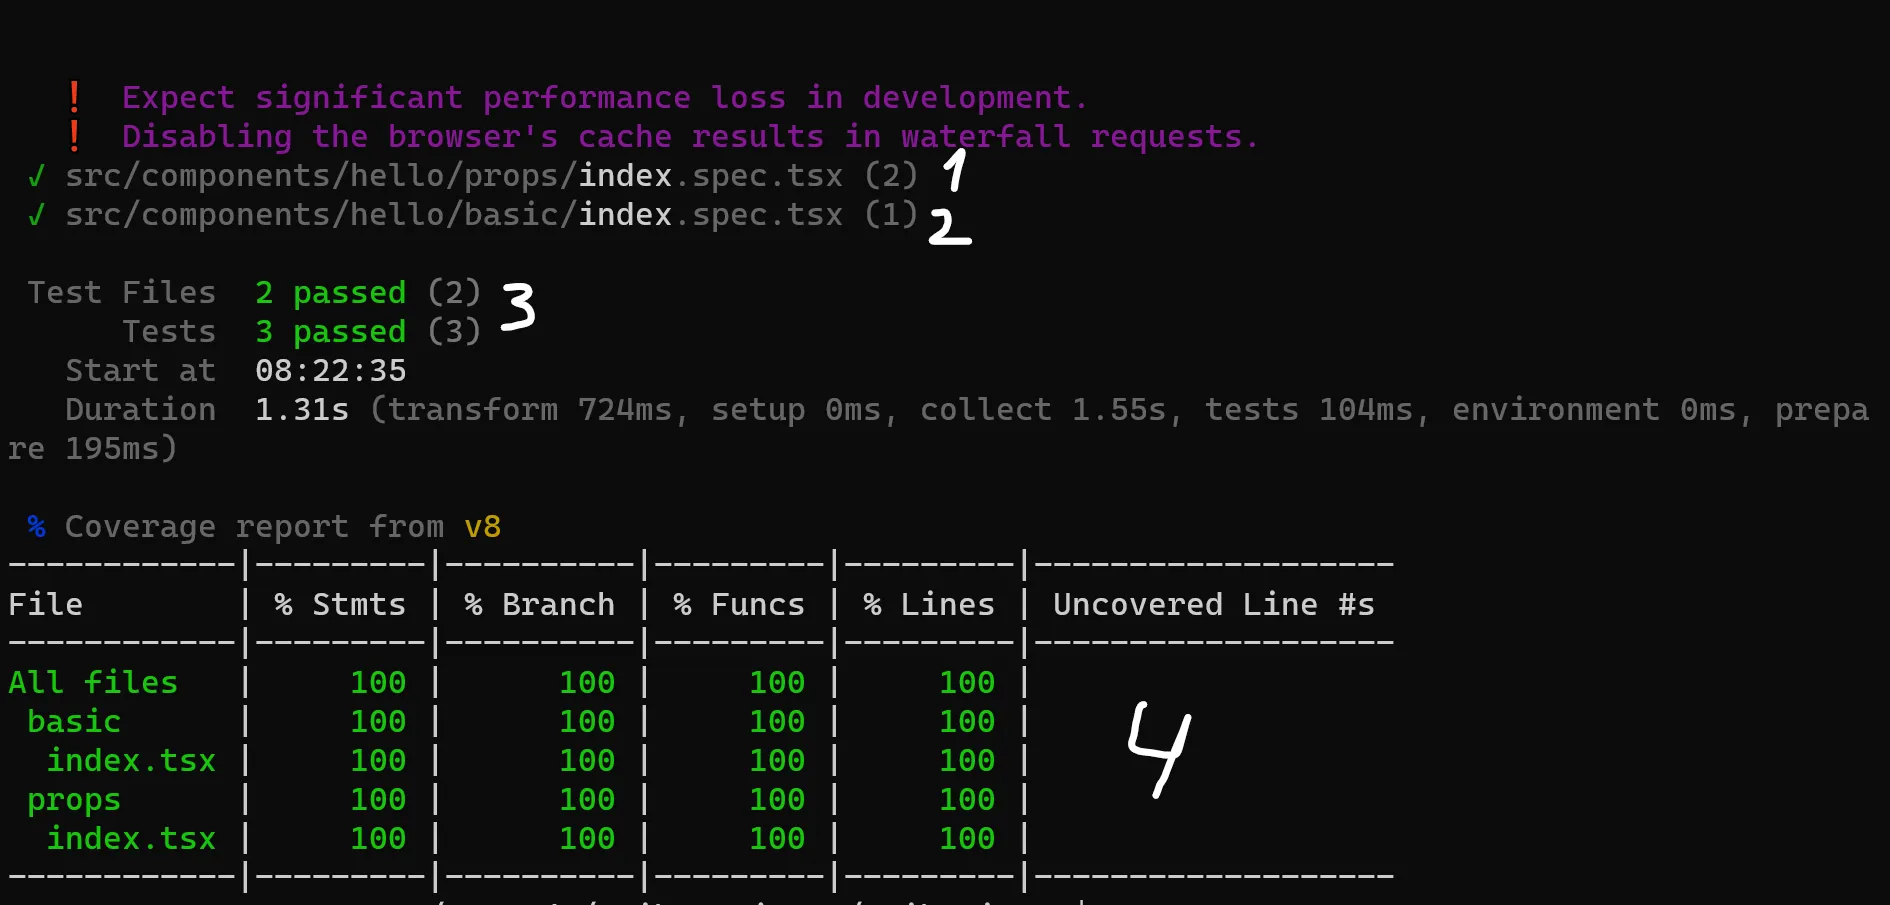 ❗ Expect significant performance loss in development.
❗ Disabling the browser's cache results in waterfall requests.
✓ src/components/hello/props/index.spec.tsx (2) 1
✓ src/components/hello/basic/index.spec.tsx (1) 2
Test Files 2 passed (2) 3
Tests 3 passed (3)
Start at 08:22:35
Duration 1.31s (transform 724ms, setup 0ms, collect 1.55s, tests 104ms, environment 0ms, prepa
re 195ms)
% Coverage report from v8
------------|---------|----------|---------|---------|-------------------
File | % Stmts | % Branch | % Funcs | % Lines | Uncovered Line #s
------------|---------|----------|---------|---------|-------------------
All files | 100 | 100 | 100 | 100 |
basic | 100 | 100 | 100 | 100 |
index.tsx | 100 | 100 | 100 | 100 | 4
props | 100 | 100 | 100 | 100 |
index.tsx | 100 | 100 | 100 | 100 |
------------|---------|----------|---------|---------|-------------------